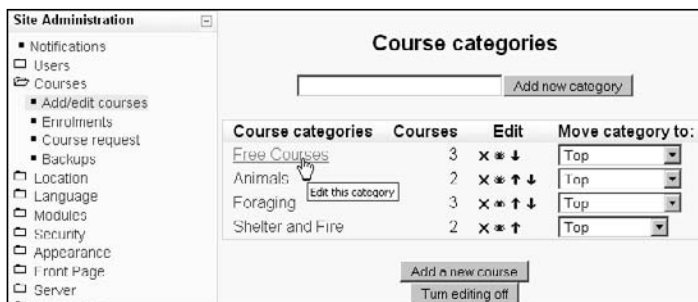 Site Administration
Notifications
Users
Courses
Add/edit courses
Enrolments
Course request
Backups
Location
Language
Modules
Security
Appearance
Front Page
Server
Course categories
Add new category
Course categories Courses Edit Move category to:
Free Courses 3 Top
Animals 2 Top
Edit this category
Foraging 3 Top
Shelter and Fire 2 Top
Add a new course
Turn editing off